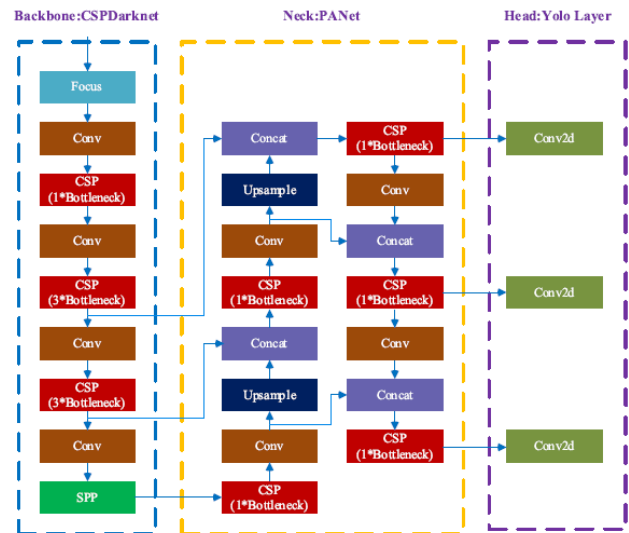 Backbone:CSPDarknet
Neck:PANet
Head:Yolo Layer
Focus
Conv
CSP
(1*Bottleneck)
Conv
CSP
(3*Bottleneck)
Conv
CSP
(3*Bottleneck)
Conv
SPP
Concat
Upsample
Conv
CSP
(1*Bottleneck)
Concat
Upsample
Conv
CSP
(1*Bottleneck)
CSP
(1*Bottleneck)
Conv
Concat
CSP
(1*Bottleneck)
Conv
Concat
CSP
(1*Bottleneck)
Conv2d
Conv2d
Conv2d